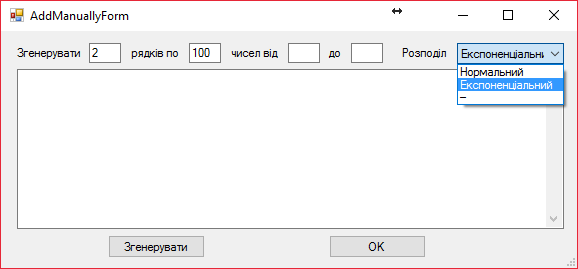 AddManuallyForm
Згенерувати 2 рядків по 100 чисел від до Розподіл Експоненціальни
Нормальний
Експоненціальний
–
Згенерувати OK